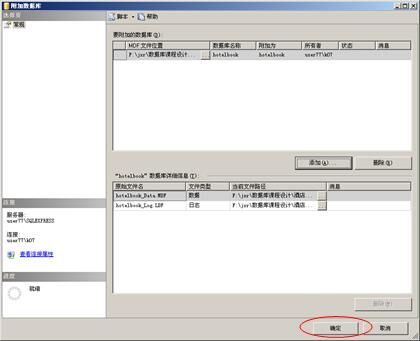 附加数据库
选择页
常规
脚本 帮助
要附加的数据库(D):
MDF 文件位置 数据库名称 附加为 所有者 状态 消息
F:\jxr\数据库课程设计... ... hotelbook hotelbook user77\HOT
添加(A)... 删除(R)
"hotelbook" 数据库详细信息(T):
原始文件名 文件类型 当前文件路径 消息
hotelbook_Data.MDF 数据 F:\jxr\数据库课程设计\酒店... ...
hotelbook_Log.LDF 日志 F:\jxr\数据库课程设计\酒店... ...
连接
服务器:
user77\SQLEXPRESS
连接:
user77\HOT
查看连接属性
进度
就绪
删除
确定 取消